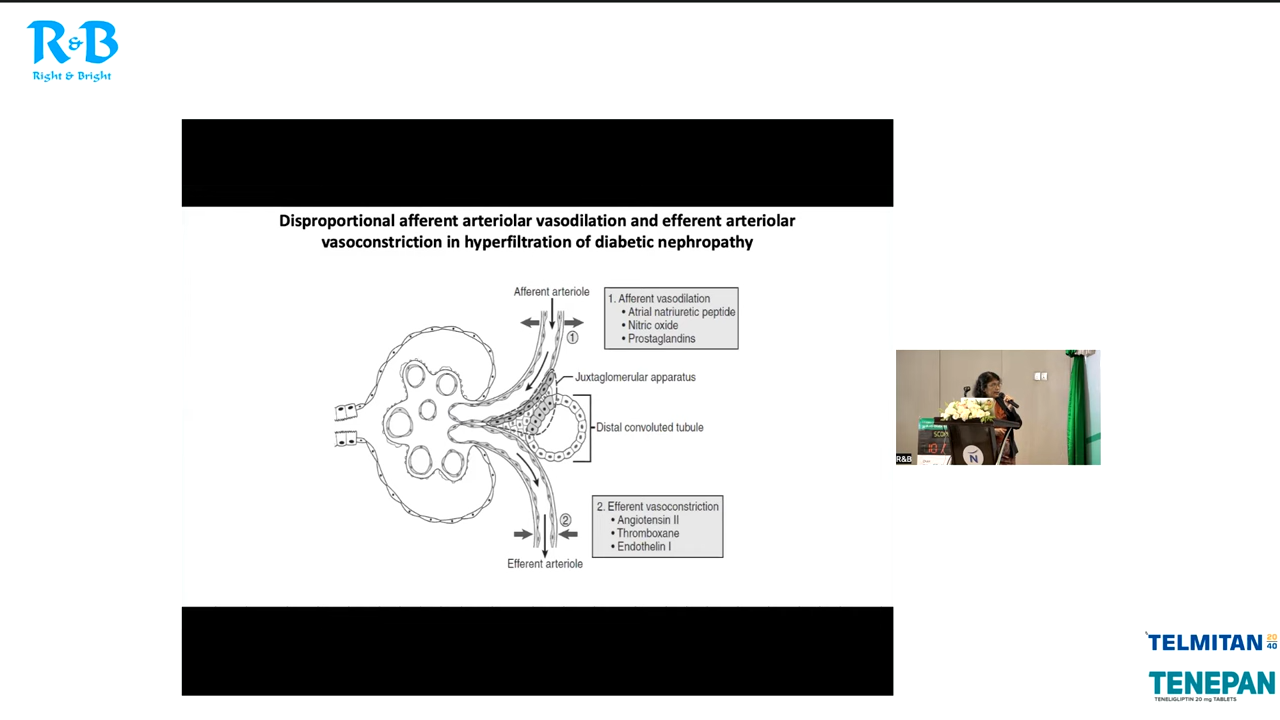 R&B
Right & Bright
Disproportional afferent arteriolar vasodilation and efferent arteriolar
vasoconstriction in hyperfiltration of diabetic nephropathy
Afferent arteriole
1. Afferent vasodilation
• Atrial natriuretic peptide
• Nitric oxide
• Prostaglandins
1
Juxtaglomerular apparatus
Distal convoluted tubule
2. Efferent vasoconstriction
• Angiotensin II
• Thromboxane
• Endothelin I
2
Efferent arteriole
R&B
N
TELMITAN 20
40
TENEPAN
TENELIGLIPTIN 20 mg TABLETS